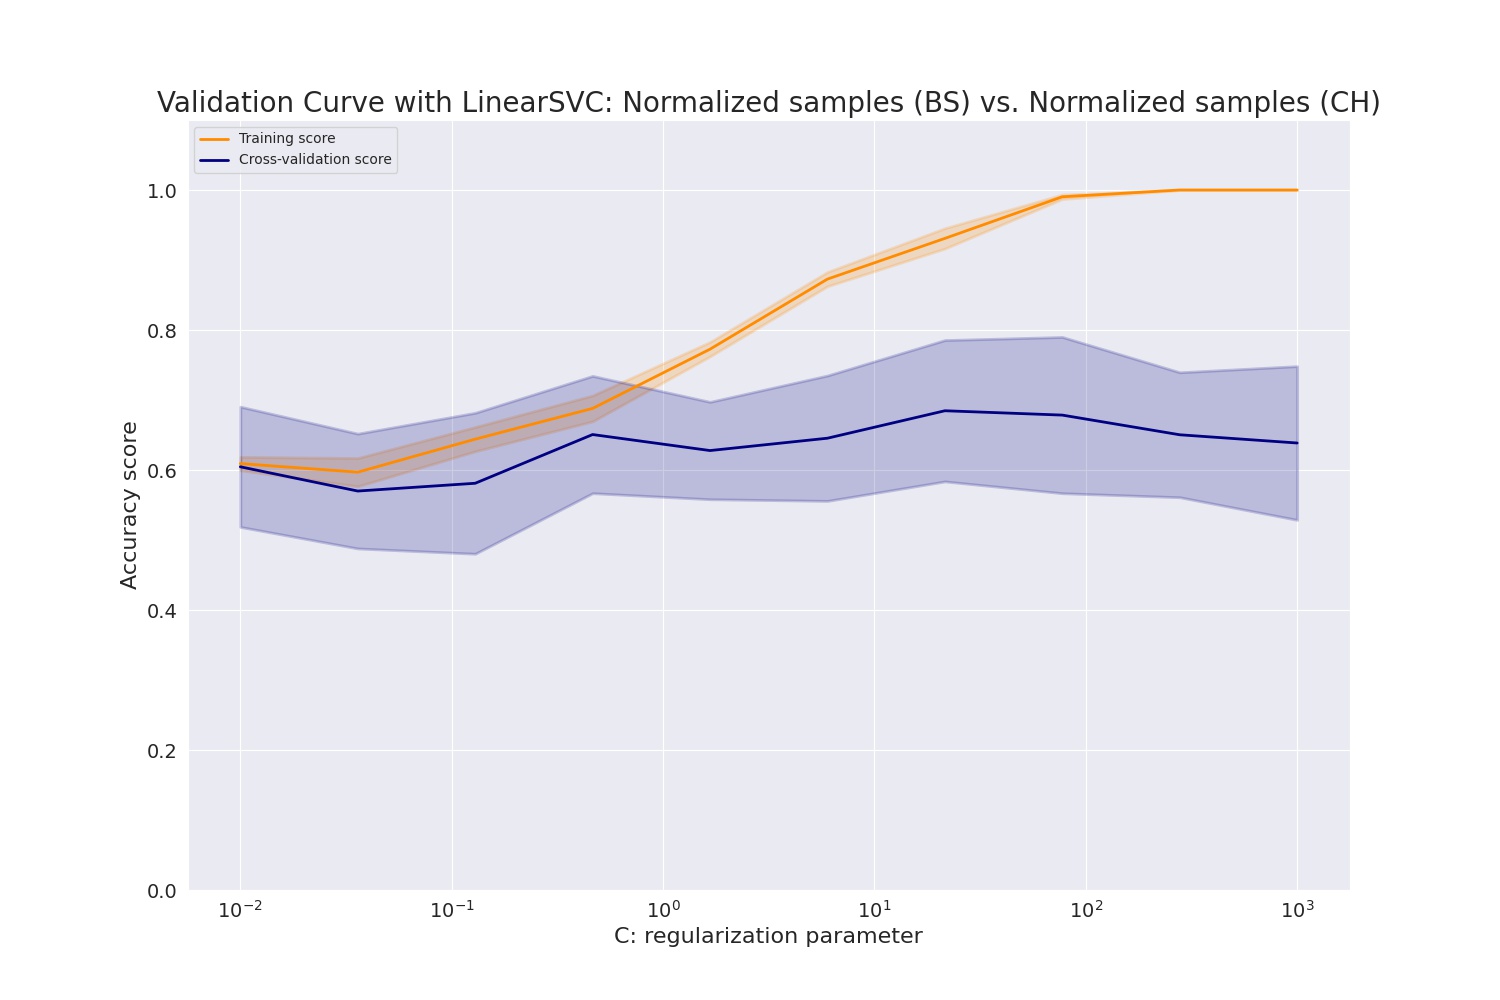 Validation Curve with LinearSVC: Normalized samples (BS) vs. Normalized samples (CH)
Training score
Cross-validation score
1.0
0.8
0.6
0.4
0.2
0.0
Accuracy score
10⁻² 10⁻¹ 10⁰ 10¹ 10² 10³
C: regularization parameter